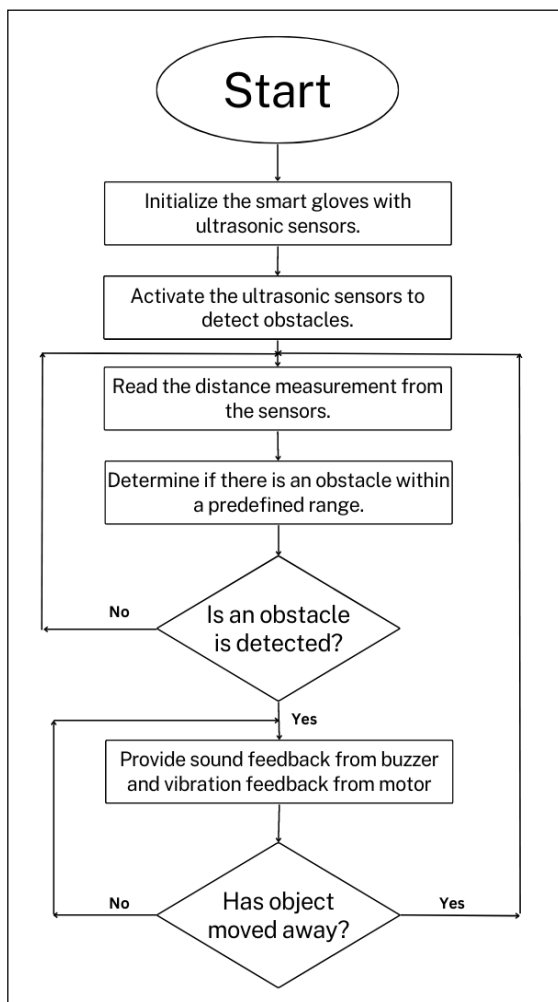 Start
Initialize the smart gloves with
ultrasonic sensors.
Activate the ultrasonic sensors to
detect obstacles.
Read the distance measurement from
the sensors.
Determine if there is an obstacle within
a predefined range.
No
Is an obstacle
is detected?
Yes
Provide sound feedback from buzzer
and vibration feedback from motor
No
Has object
moved away?
Yes